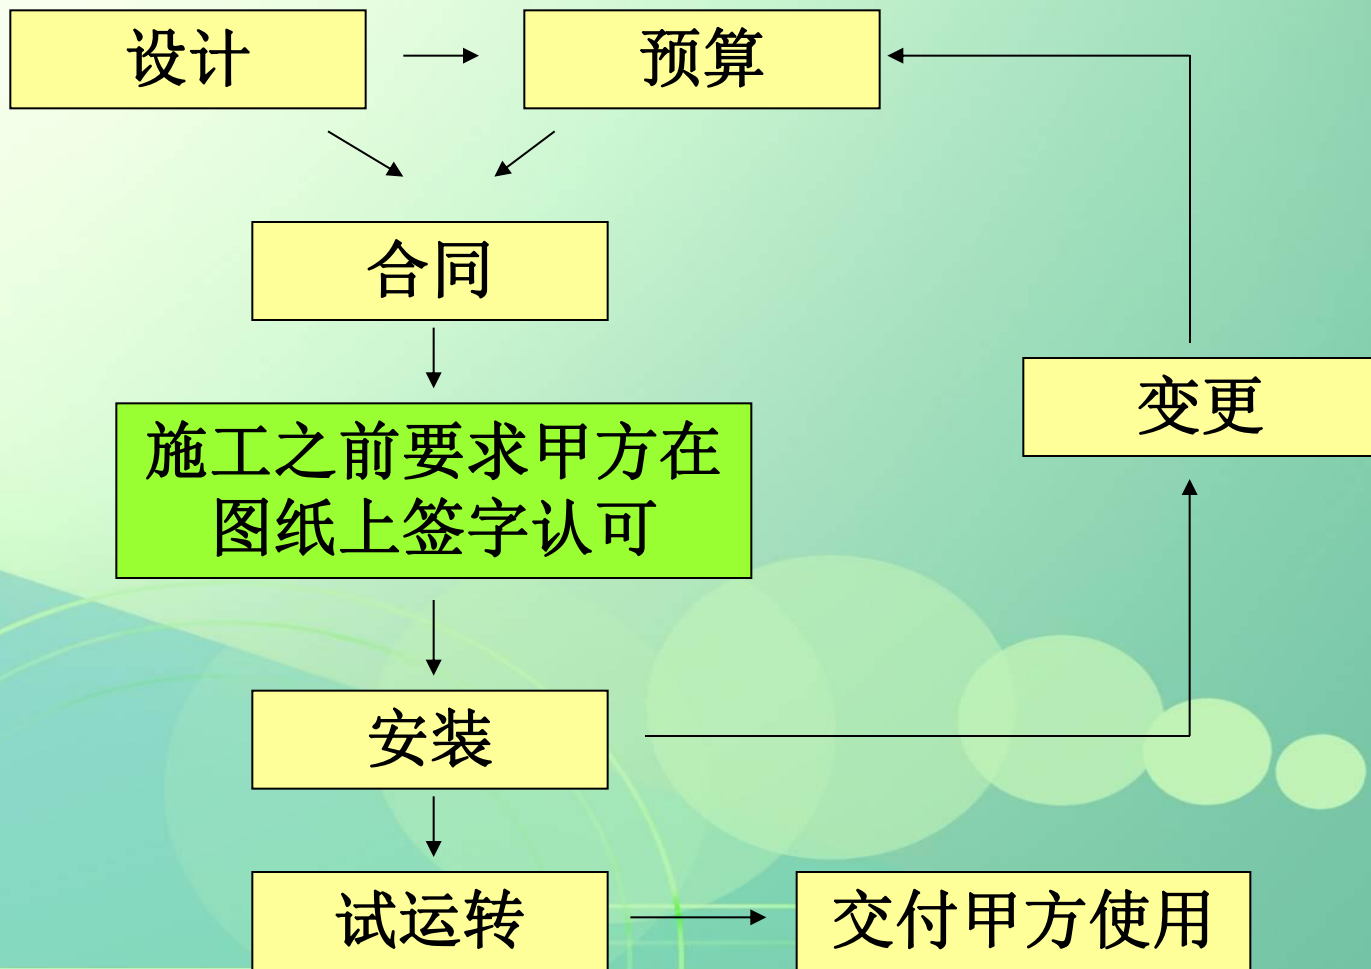 设计
预算
合同
变更
施工之前要求甲方在
图纸上签字认可
安装
试运转
交付甲方使用